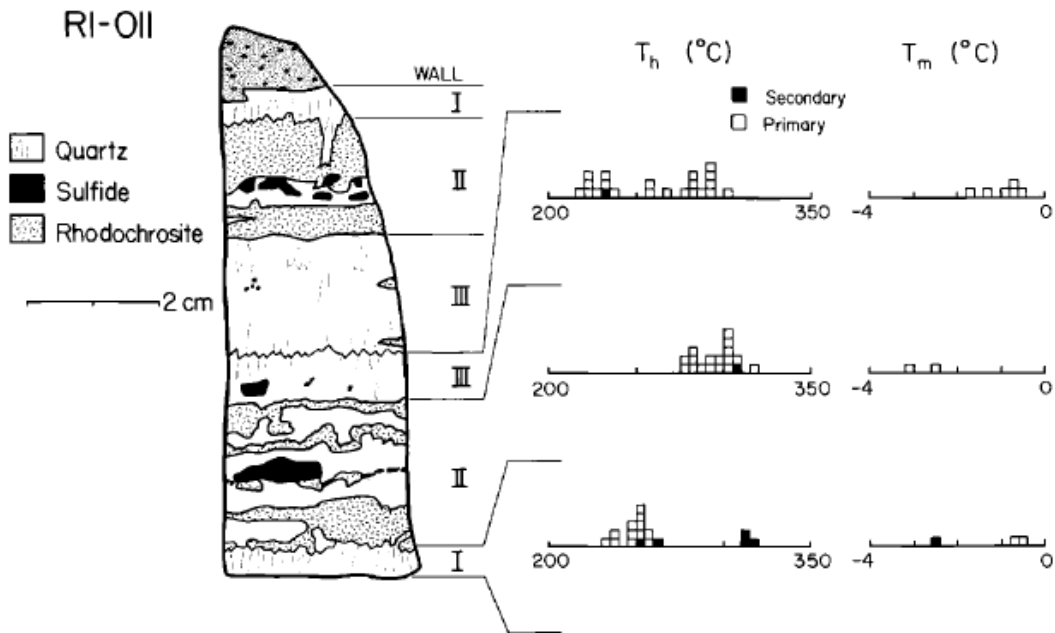 RI-OII
Quartz
Sulfide
Rhodochrosite
2 cm
WALL
I
II
III
III
II
I
Th (°C)
Tm (°C)
Secondary
Primary
200 350
-4 0
200 350
-4 0
200 350
-4 0